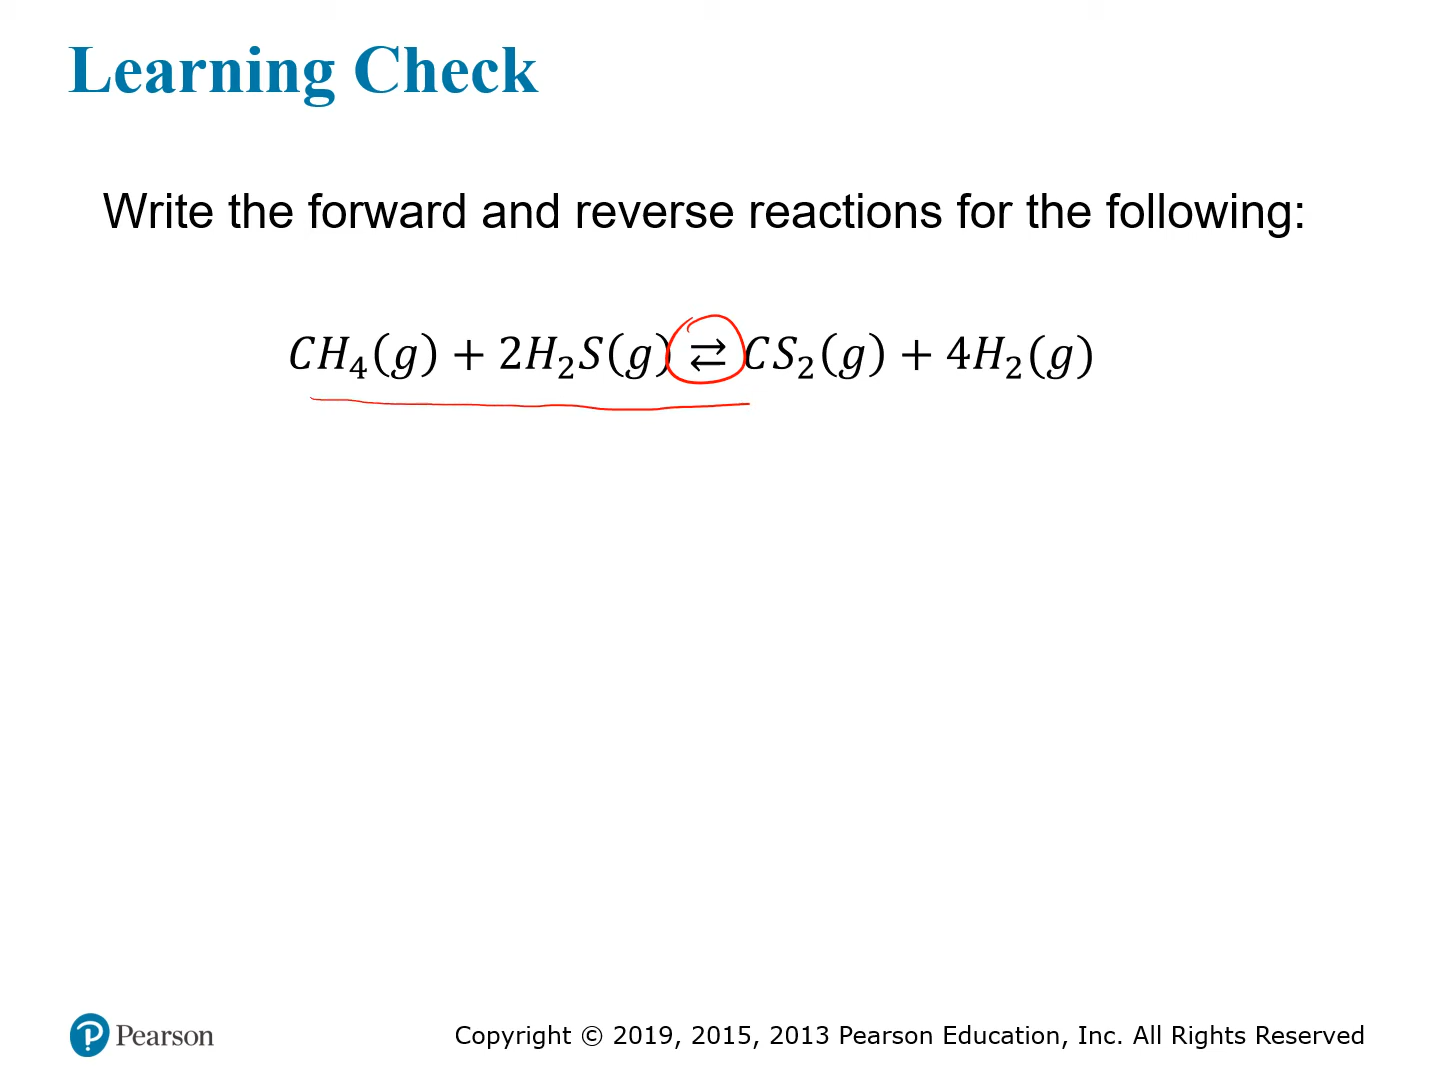 Learning Check
Write the forward and reverse reactions for the following:
CH₄(g) + 2H₂S(g) ⇄ CS₂(g) + 4H₂(g)
Pearson
Copyright © 2019, 2015, 2013 Pearson Education, Inc. All Rights Reserved